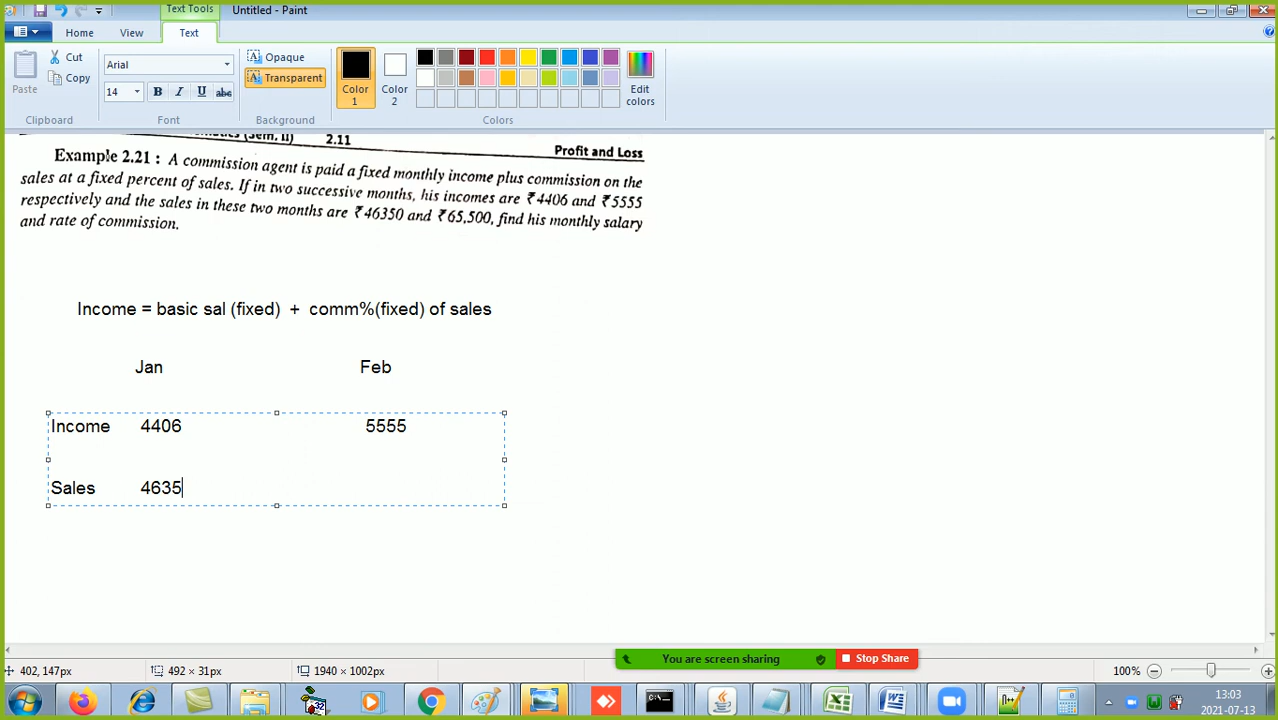 Text Tools
Untitled - Paint
Home
View
Text
Paste
Cut
Copy
Clipboard
Arial
14
B I U abc
Font
Opaque
Transparent
Background
Color 1
Color 2
Edit colors
Colors
(Sem, II) 2.11
Profit and Loss
Example 2.21 : A commission agent is paid a fixed monthly income plus commission on the
sales at a fixed percent of sales. If in two successive months, his incomes are ₹4406 and ₹5555
respectively and the sales in these two months are ₹46350 and ₹65,500, find his monthly salary
and rate of commission.
Income = basic sal (fixed) + comm%(fixed) of sales
Jan Feb
Income 4406 5555
Sales 4635
402, 147px
492 × 31px
1940 × 1002px
You are screen sharing
Stop Share
100%
32
13:03
2021-07-13